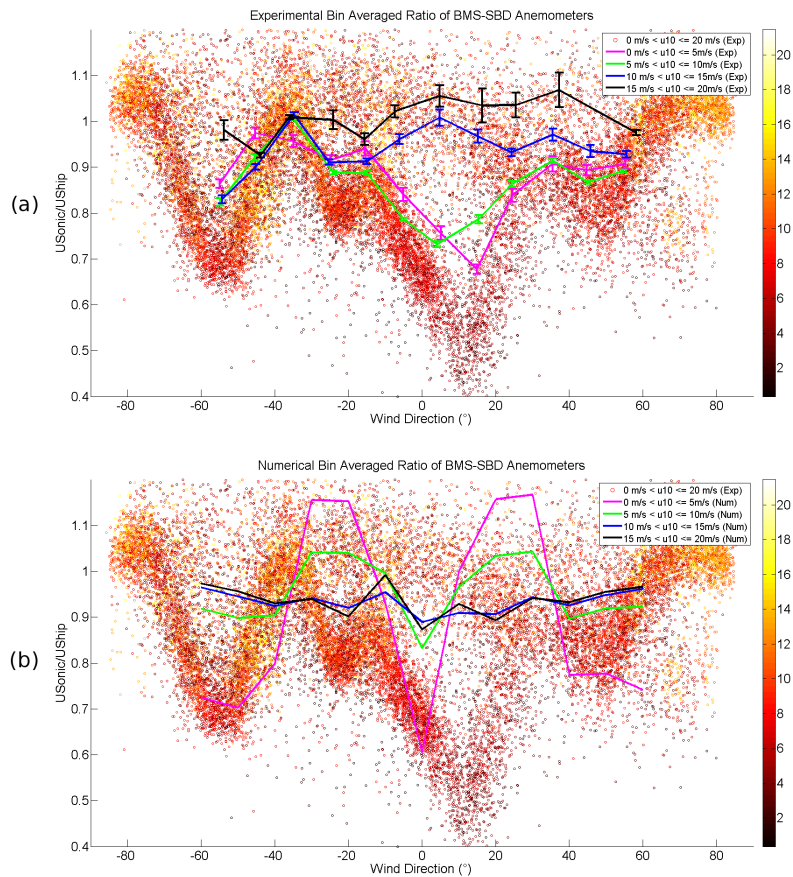 Experimental Bin Averaged Ratio of BMS-SBD Anemometers
0 m/s < u10 <= 20 m/s (Exp)
0 m/s < u10 <= 5m/s (Exp)
5 m/s < u10 <= 10m/s (Exp)
10 m/s < u10 <= 15m/s (Exp)
15 m/s < u10 <= 20m/s (Exp)
1.1
1
0.9
0.8
0.7
0.6
0.5
0.4
USonic/UShip
(a)
-80 -60 -40 -20 0 20 40 60 80
Wind Direction (°)
20
18
16
14
12
10
8
6
4
2
Numerical Bin Averaged Ratio of BMS-SBD Anemometers
0 m/s < u10 <= 20 m/s (Exp)
0 m/s < u10 <= 5m/s (Num)
5 m/s < u10 <= 10m/s (Num)
10 m/s < u10 <= 15m/s (Num)
15 m/s < u10 <= 20m/s (Num)
1.1
1
0.9
0.8
0.7
0.6
0.5
0.4
USonic/UShip
(b)
-80 -60 -40 -20 0 20 40 60 80
Wind Direction (°)
20
18
16
14
12
10
8
6
4
2